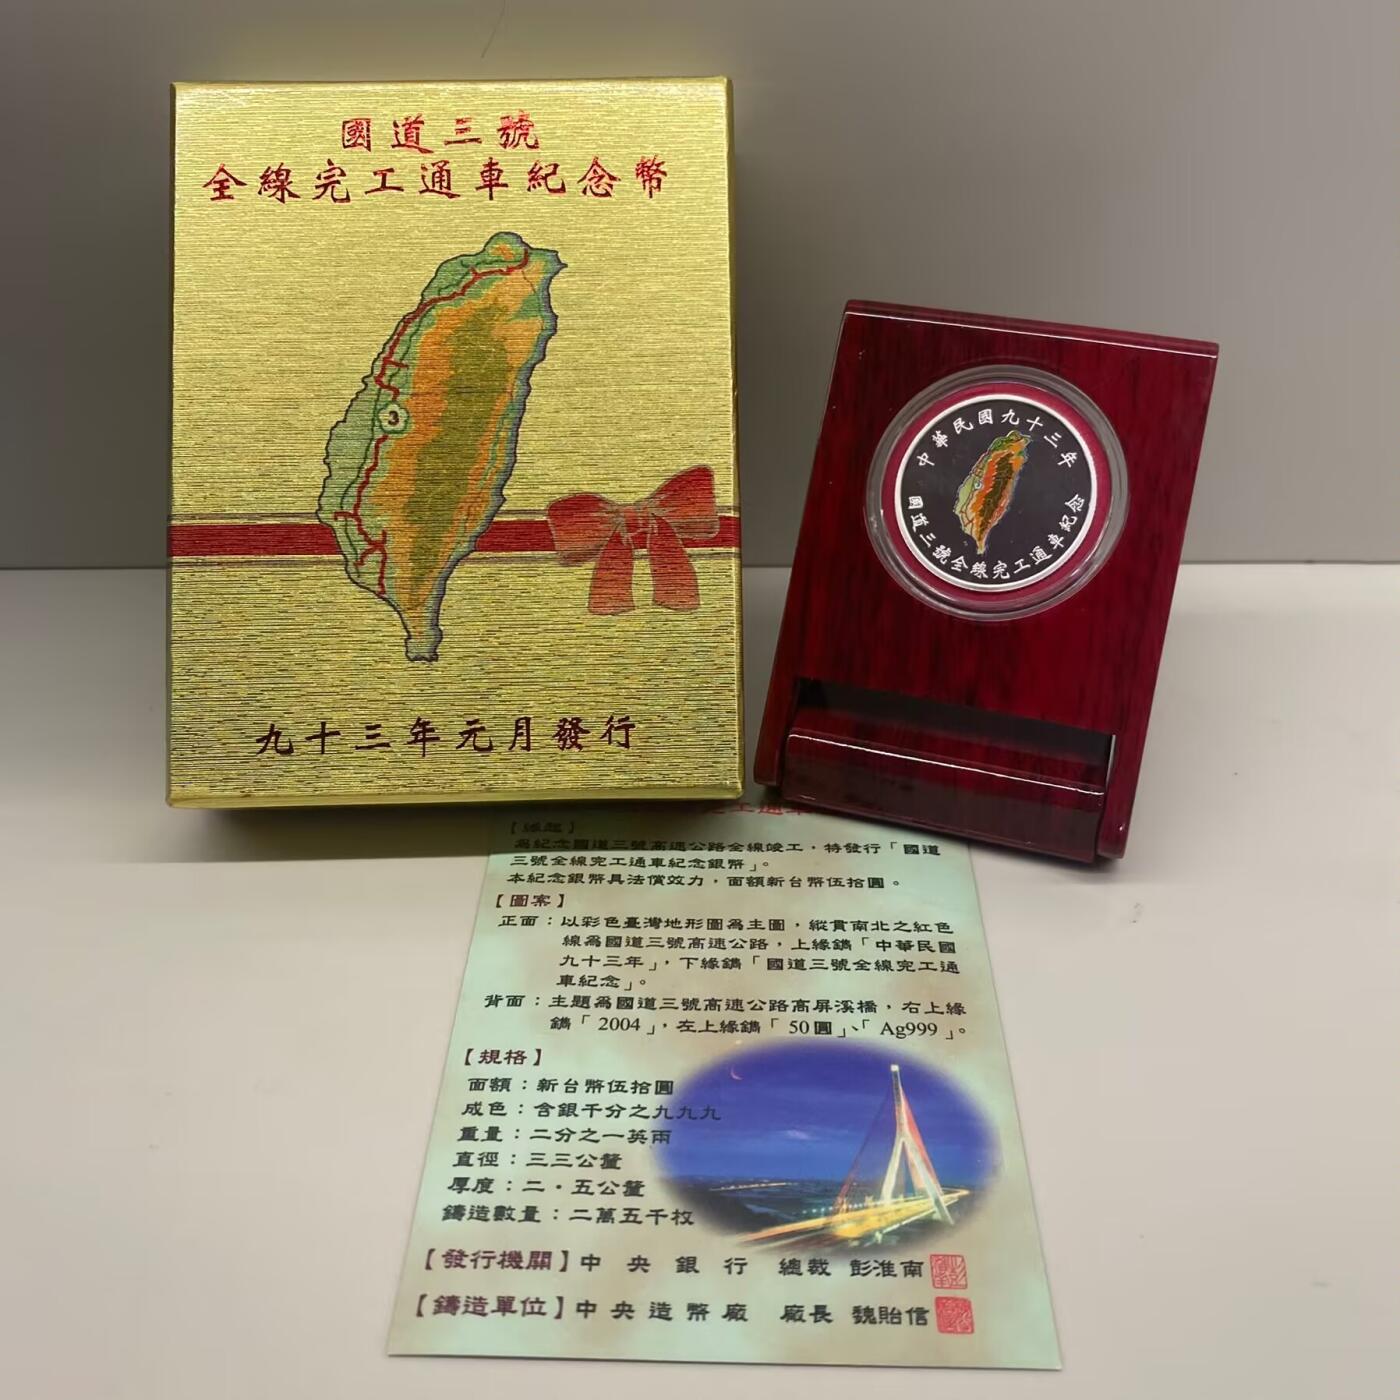 國道三號
全線完工通車紀念幣
3
九十三年元月發行
中華民國九十三年
國道三號全線完工通車紀念
工通車
【緣起】
為紀念國道三號高速公路全線竣工，特發行「國道
三號全線完工通車紀念銀幣」。
本紀念銀幣具法償效力，面額新台幣伍拾圓。
【圖案】
正面：以彩色臺灣地形圖為主圖，縱貫南北之紅色
線為國道三號高速公路，上緣鐫「中華民國
九十三年」，下緣鐫「國道三號全線完工通
車紀念」。
背面：主題為國道三號高速公路高屏溪橋，右上緣
鐫「2004」，左上緣鐫「50圓」、「Ag999」。
【規格】
面額：新台幣伍拾圓
成色：含銀千分之九九九
重量：二分之一英兩
直徑：三三公釐
厚度：二．五公釐
鑄造數量：二萬五千枚
【發行機關】中央銀行 總裁 彭淮南
【鑄造單位】中央造幣廠 廠長 魏貽信